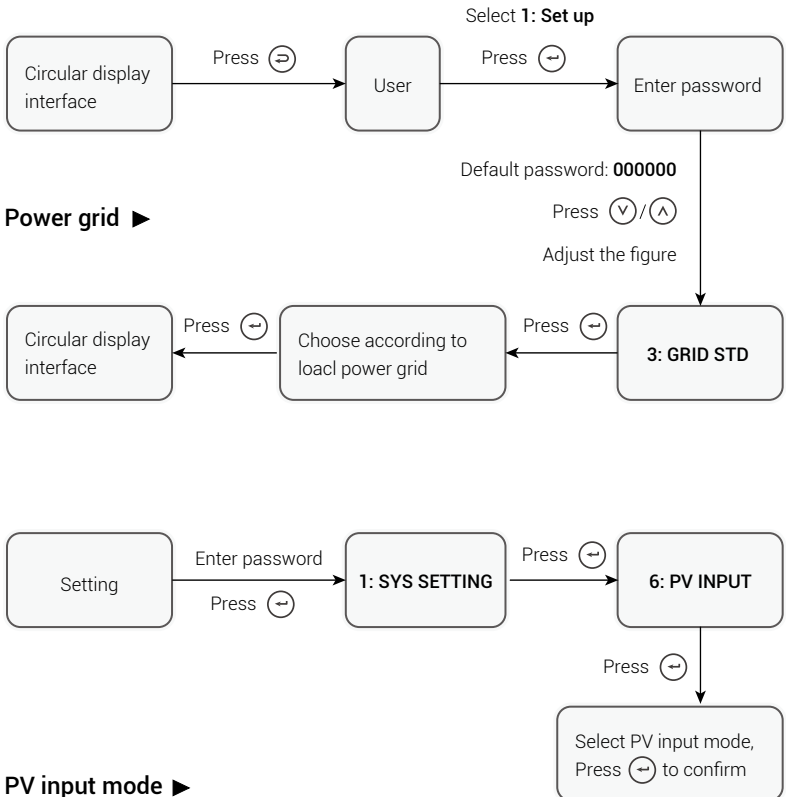 Select 1: Set up
Circular display
interface
Press
User
Press
Enter password
Default password: 000000
Press /
Adjust the figure
Power grid ▶
Circular display
interface
Press
Choose according to
loacl power grid
Press
3: GRID STD
Setting
Enter password
Press
1: SYS SETTING
Press
6: PV INPUT
Press
Select PV input mode,
Press to confirm
PV input mode ▶